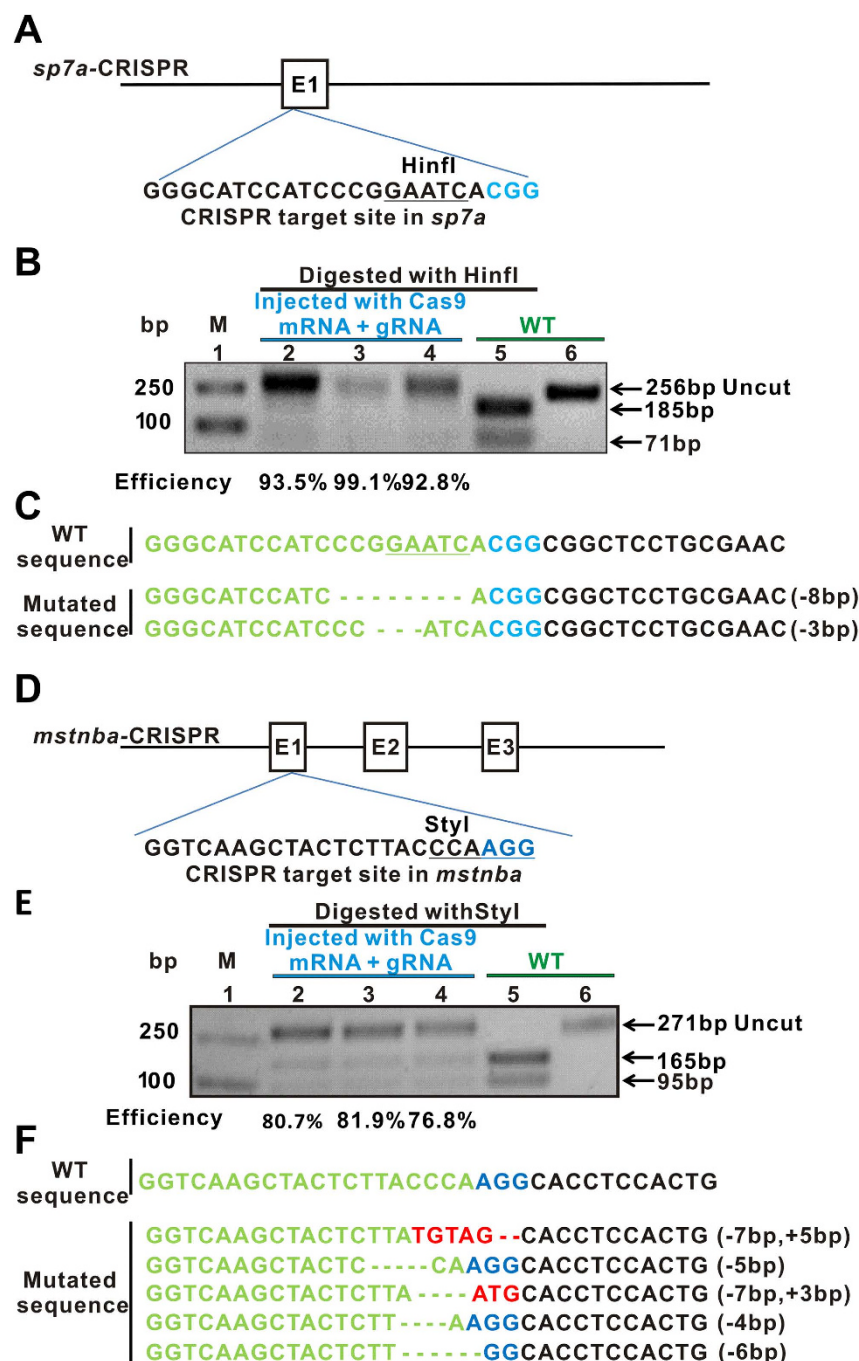 A
sp7a-CRISPR
E1
HinfI
GGGCATCCATCCCGGAATCACGG
CRISPR target site in sp7a
B
Digested with HinfI
Injected with Cas9
bp M mRNA + gRNA WT
1 2 3 4 5 6
250
100
256bp Uncut
185bp
71bp
Efficiency 93.5% 99.1% 92.8%
C
WT
sequence
GGGCATCCATCCCGGAATCACGGCGGCTCCTGCGAAC
Mutated
sequence
GGGCATCCATC - - - - - - - - ACGGCGGCTCCTGCGAAC (-8bp)
GGGCATCCATCCC - - -ATCACGGCGGCTCCTGCGAAC (-3bp)
D
mstnba-CRISPR
E1 E2 E3
StyI
GGTCAAGCTACTCTTACCCAAGG
CRISPR target site in mstnba
E
Digested withStyI
Injected with Cas9
bp M mRNA + gRNA WT
1 2 3 4 5 6
250
100
271bp Uncut
165bp
95bp
Efficiency 80.7% 81.9% 76.8%
F
WT
sequence
GGTCAAGCTACTCTTACCCAAGGCACCTCCACTG
Mutated
sequence
GGTCAAGCTACTCTTATGTAG--CACCTCCACTG (-7bp,+5bp)
GGTCAAGCTACTC-----CAAGGCACCTCCACTG (-5bp)
GGTCAAGCTACTCTTA----ATGCACCTCCACTG (-7bp,+3bp)
GGTCAAGCTACTCTT----AAGGCACCTCCACTG (-4bp)
GGTCAAGCTACTCTT------GGCACCTCCACTG (-6bp)